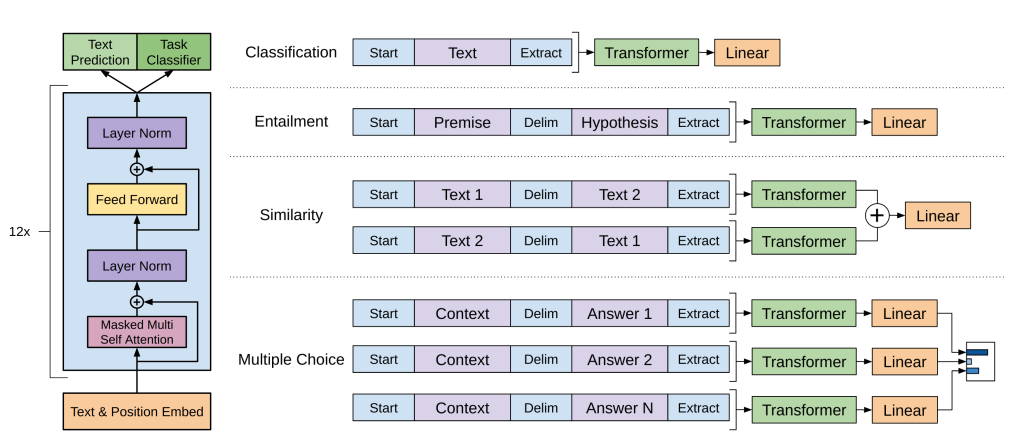 Text
Prediction
Task
Classifier
12x
Layer Norm
+
Feed Forward
Layer Norm
+
Masked Multi
Self Attention
Text & Position Embed
Classification
Start Text Extract Transformer Linear
Entailment
Start Premise Delim Hypothesis Extract Transformer Linear
Similarity
Start Text 1 Delim Text 2 Extract Transformer
+ Linear
Start Text 2 Delim Text 1 Extract Transformer
Multiple Choice
Start Context Delim Answer 1 Extract Transformer Linear
Start Context Delim Answer 2 Extract Transformer Linear
Start Context Delim Answer N Extract Transformer Linear